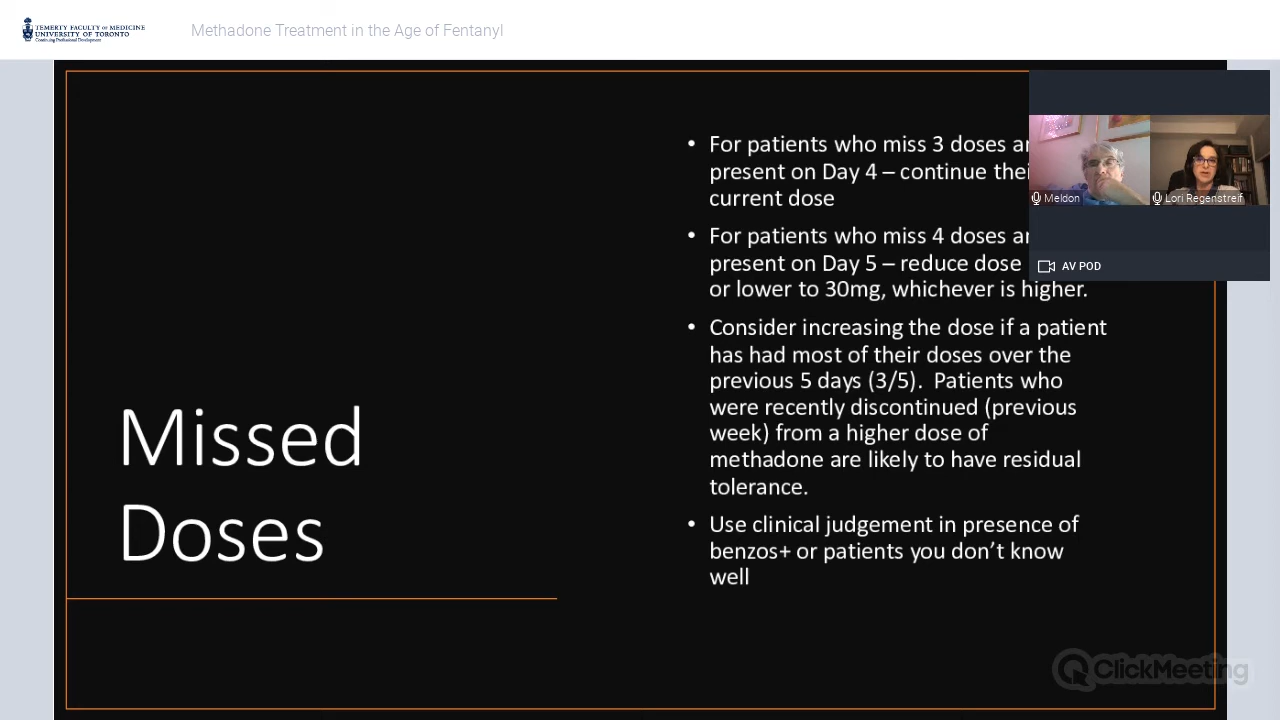 TEMERTY FACULTY OF MEDICINE
UNIVERSITY OF TORONTO
Continuing Professional Development
Methadone Treatment in the Age of Fentanyl
• For patients who miss 3 doses
present on Day 4 – continue
current dose
• For patients who miss 4 doses
present on Day 5 – reduce dose
or lower to 30mg, whichever is higher.
• Consider increasing the dose if a patient
has had most of their doses over the
previous 5 days (3/5). Patients who
were recently discontinued (previous
week) from a higher dose of
methadone are likely to have residual
tolerance.
• Use clinical judgement in presence of
benzos+ or patients you don't know
well
Missed
Doses
Meldon
Lori Regenstreif
AV POD
ClickMeeting